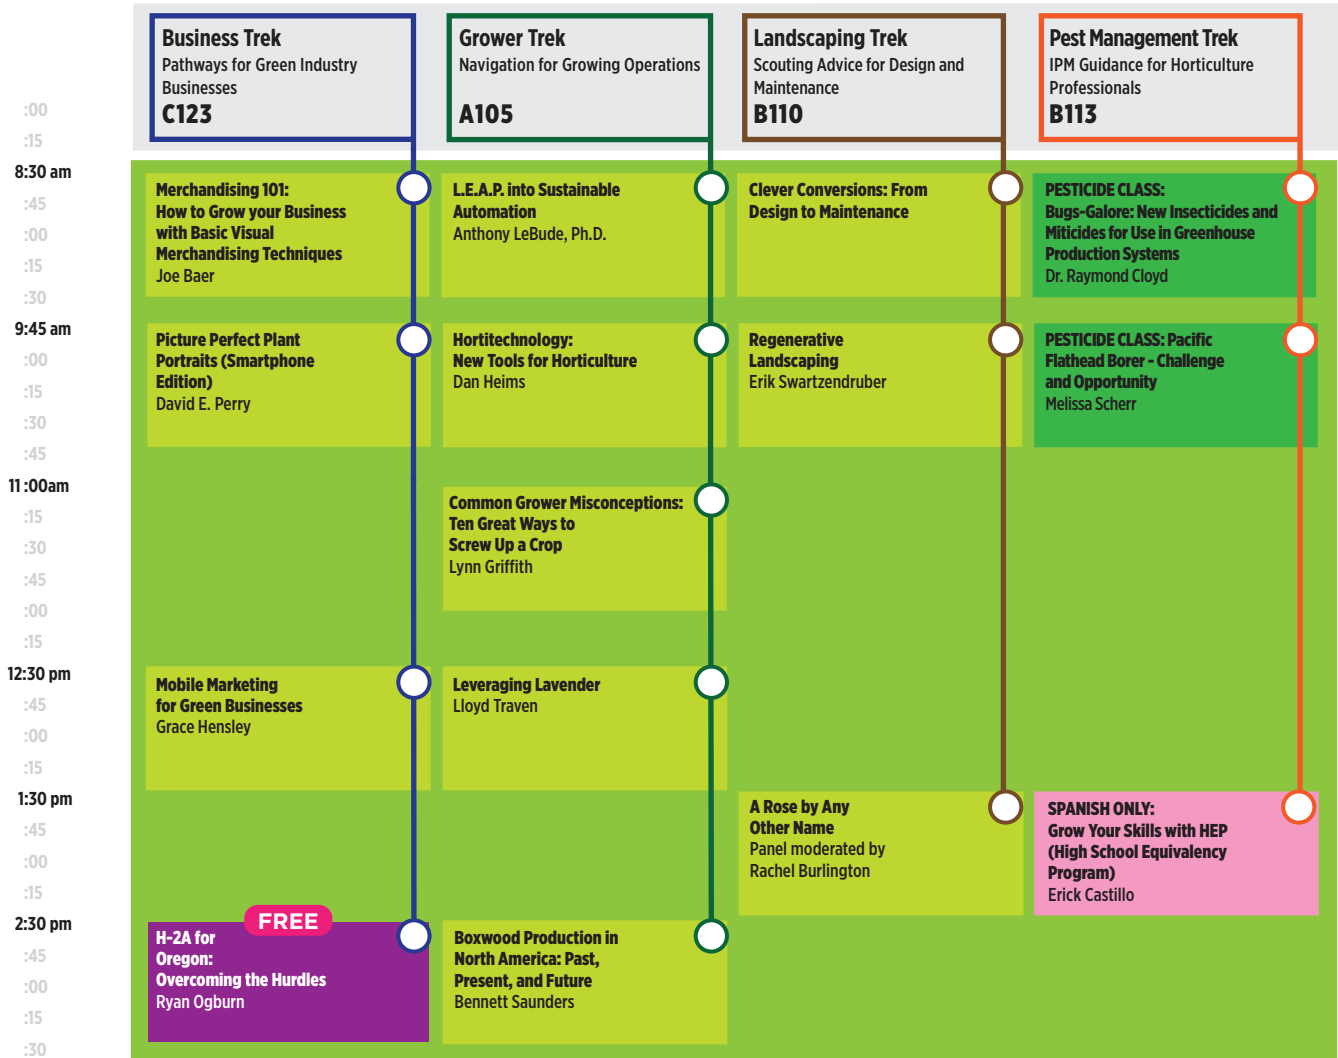 Business Trek
Pathways for Green Industry
Businesses
C123
Grower Trek
Navigation for Growing Operations
A105
Landscaping Trek
Scouting Advice for Design and
Maintenance
B110
Pest Management Trek
IPM Guidance for Horticulture
Professionals
B113
:00
:15
8:30 am
:45
:00
:15
:30
9:45 am
:00
:15
:30
:45
11 :00am
:15
:30
:45
:00
:15
12:30 pm
:45
:00
:15
1:30 pm
:45
:00
:15
2:30 pm
:45
:00
:15
:30
Merchandising 101:
How to Grow your Business
with Basic Visual
Merchandising Techniques
Joe Baer
L.E.A.P. into Sustainable
Automation
Anthony LeBude, Ph.D.
Clever Conversions: From
Design to Maintenance
PESTICIDE CLASS:
Bugs-Galore: New Insecticides and
Miticides for Use in Greenhouse
Production Systems
Dr. Raymond Cloyd
Picture Perfect Plant
Portraits (Smartphone
Edition)
David E. Perry
Hortitechnology:
New Tools for Horticulture
Dan Heims
Regenerative
Landscaping
Erik Swartzendruber
PESTICIDE CLASS: Pacific
Flathead Borer - Challenge
and Opportunity
Melissa Scherr
Common Grower Misconceptions:
Ten Great Ways to
Screw Up a Crop
Lynn Griffith
Mobile Marketing
for Green Businesses
Grace Hensley
Leveraging Lavender
Lloyd Traven
A Rose by Any
Other Name
Panel moderated by
Rachel Burlington
SPANISH ONLY:
Grow Your Skills with HEP
(High School Equivalency
Program)
Erick Castillo
FREE
H-2A for
Oregon:
Overcoming the Hurdles
Ryan Ogburn
Boxwood Production in
North America: Past,
Present, and Future
Bennett Saunders